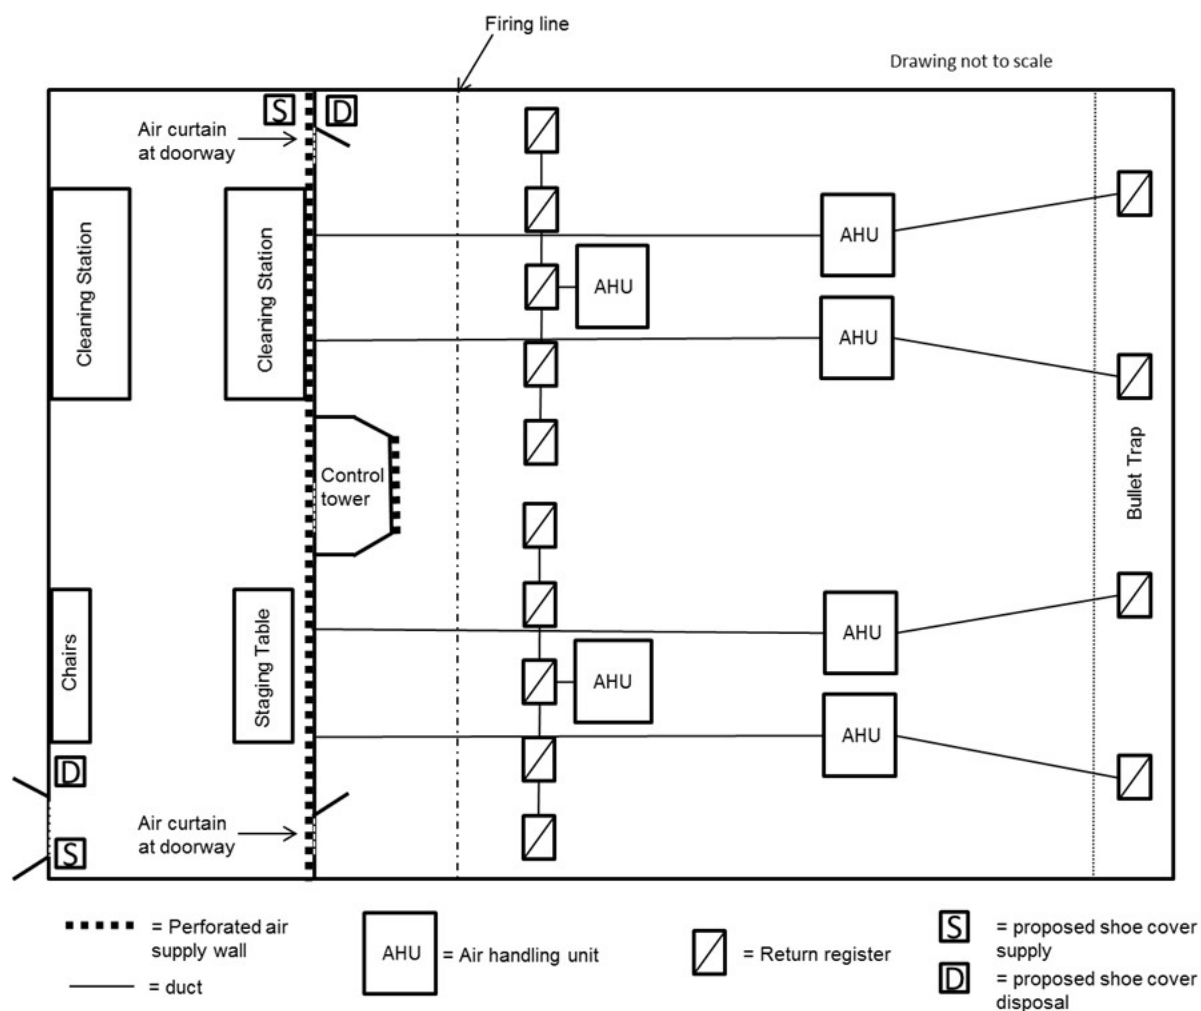 Firing line
Drawing not to scale
S
D
Air curtain
at doorway
Cleaning Station
Cleaning Station
AHU
AHU
AHU
Control
tower
Bullet Trap
Chairs
Staging Table
AHU
AHU
AHU
D
Air curtain
at doorway
S
= Perforated air
supply wall
= duct
AHU
= Air handling unit
= Return register
S
= proposed shoe cover
supply
D
= proposed shoe cover
disposal